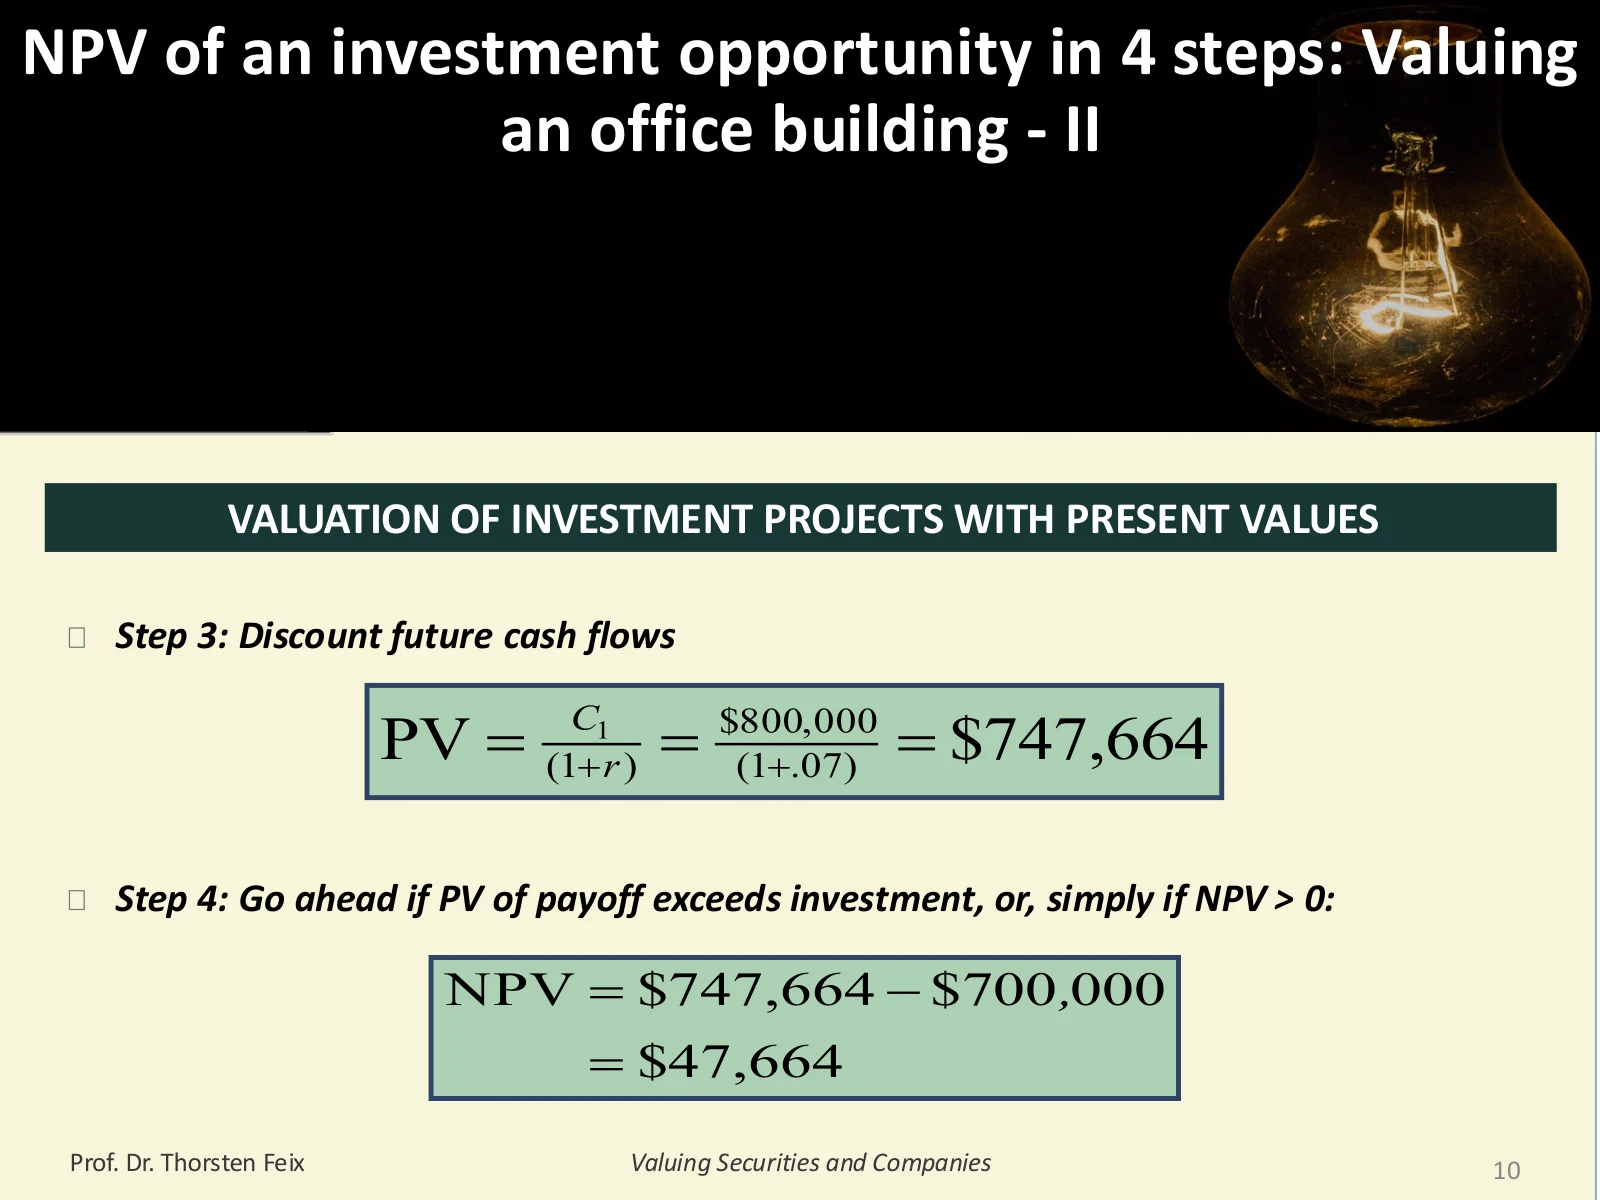 NPV of an investment opportunity in 4 steps: Valuing
an office building - II
VALUATION OF INVESTMENT PROJECTS WITH PRESENT VALUES
Step 3: Discount future cash flows
PV = C₁/(1+r) = $800,000/(1+.07) = $747,664
Step 4: Go ahead if PV of payoff exceeds investment, or, simply if NPV > 0:
NPV = $747,664 − $700,000
= $47,664
Prof. Dr. Thorsten Feix
Valuing Securities and Companies
10